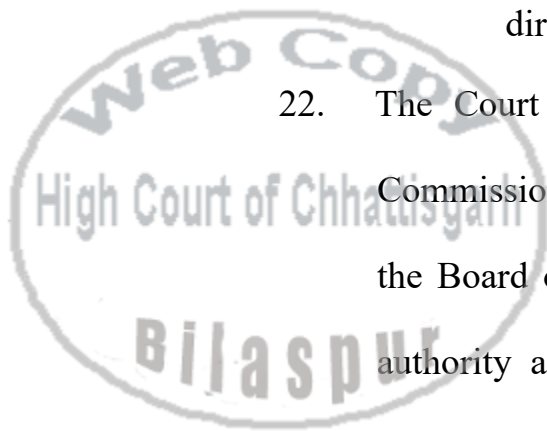 dir
Web Copy
22. The Court
High Court of Chhattisgarh
Commissio
the Board o
Bilaspur
authority a